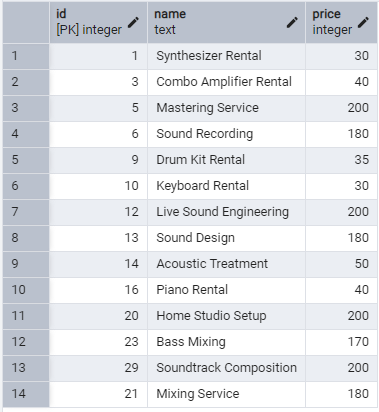 id name price
[PK] integer text integer
1 1 Synthesizer Rental 30
2 3 Combo Amplifier Rental 40
3 5 Mastering Service 200
4 6 Sound Recording 180
5 9 Drum Kit Rental 35
6 10 Keyboard Rental 30
7 12 Live Sound Engineering 200
8 13 Sound Design 180
9 14 Acoustic Treatment 50
10 16 Piano Rental 40
11 20 Home Studio Setup 200
12 23 Bass Mixing 170
13 29 Soundtrack Composition 200
14 21 Mixing Service 180